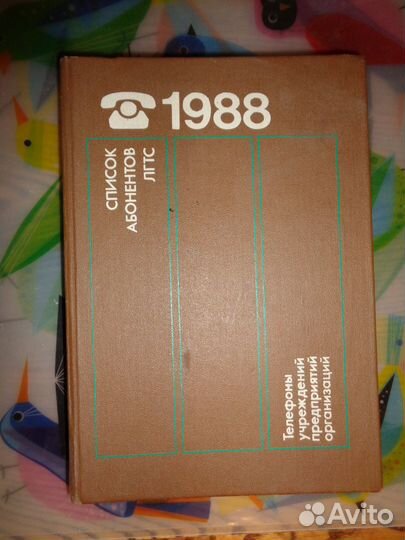 1988
СПИСОК
АБОНЕНТОВ
ЛГТС
Телефоны
учреждений
предприятий
организаций
Avito